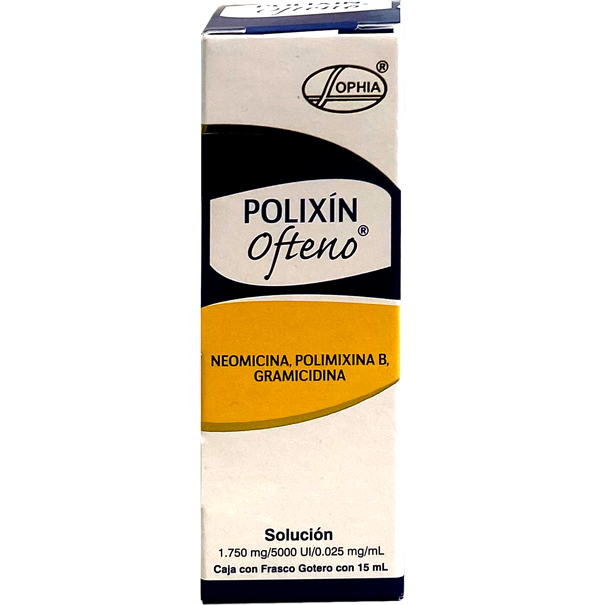 SOPHIA®
POLIXÍN
Ofteno®
NEOMICINA, POLIMIXINA B,
GRAMICIDINA
Solución
1.750 mg/5000 UI/0.025 mg/mL
Caja con Frasco Gotero con 15 mL